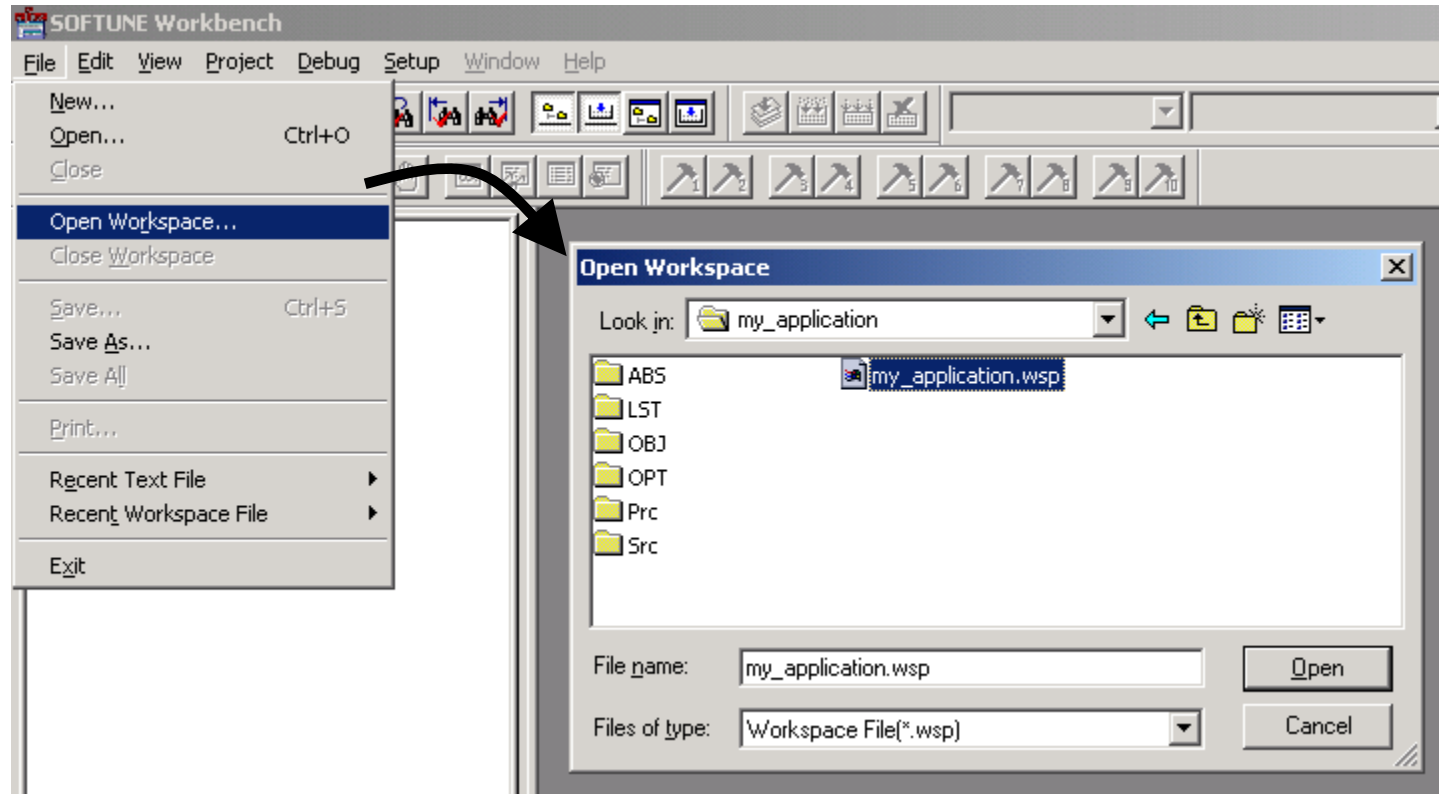 SOFTUNE Workbench
File Edit View Project Debug Setup Window Help
New...
Open... Ctrl+O
Close
Open Workspace...
Close Workspace
Save... Ctrl+S
Save As...
Save All
Print...
Recent Text File
Recent Workspace File
Exit
Open Workspace
Look in: my_application
ABS my_application.wsp
LST
OBJ
OPT
Prc
Src
File name: my_application.wsp Open
Files of type: Workspace File(*.wsp) Cancel